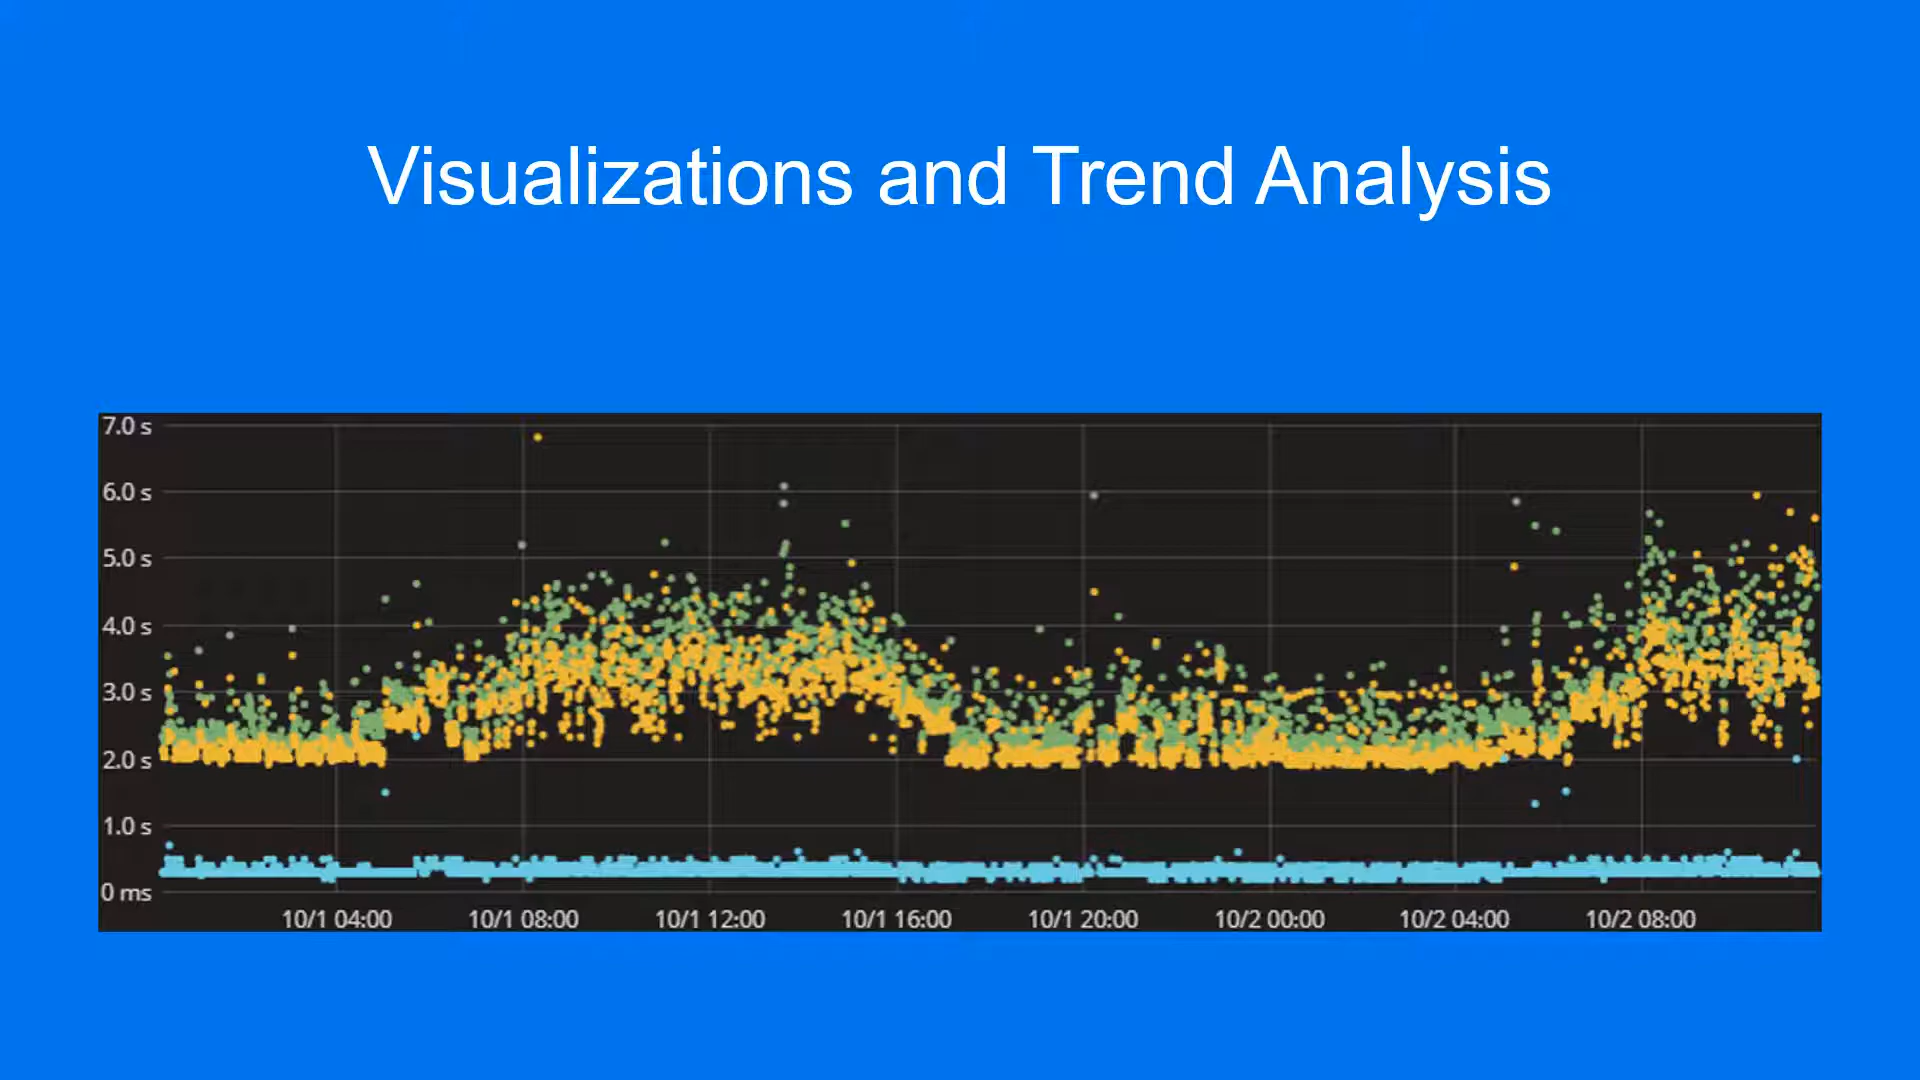 Visualizations and Trend Analysis
7.0 s
6.0 s
5.0 s
4.0 s
3.0 s
2.0 s
1.0 s
0 ms
10/1 04:00 10/1 08:00 10/1 12:00 10/1 16:00 10/1 20:00 10/2 00:00 10/2 04:00 10/2 08:00